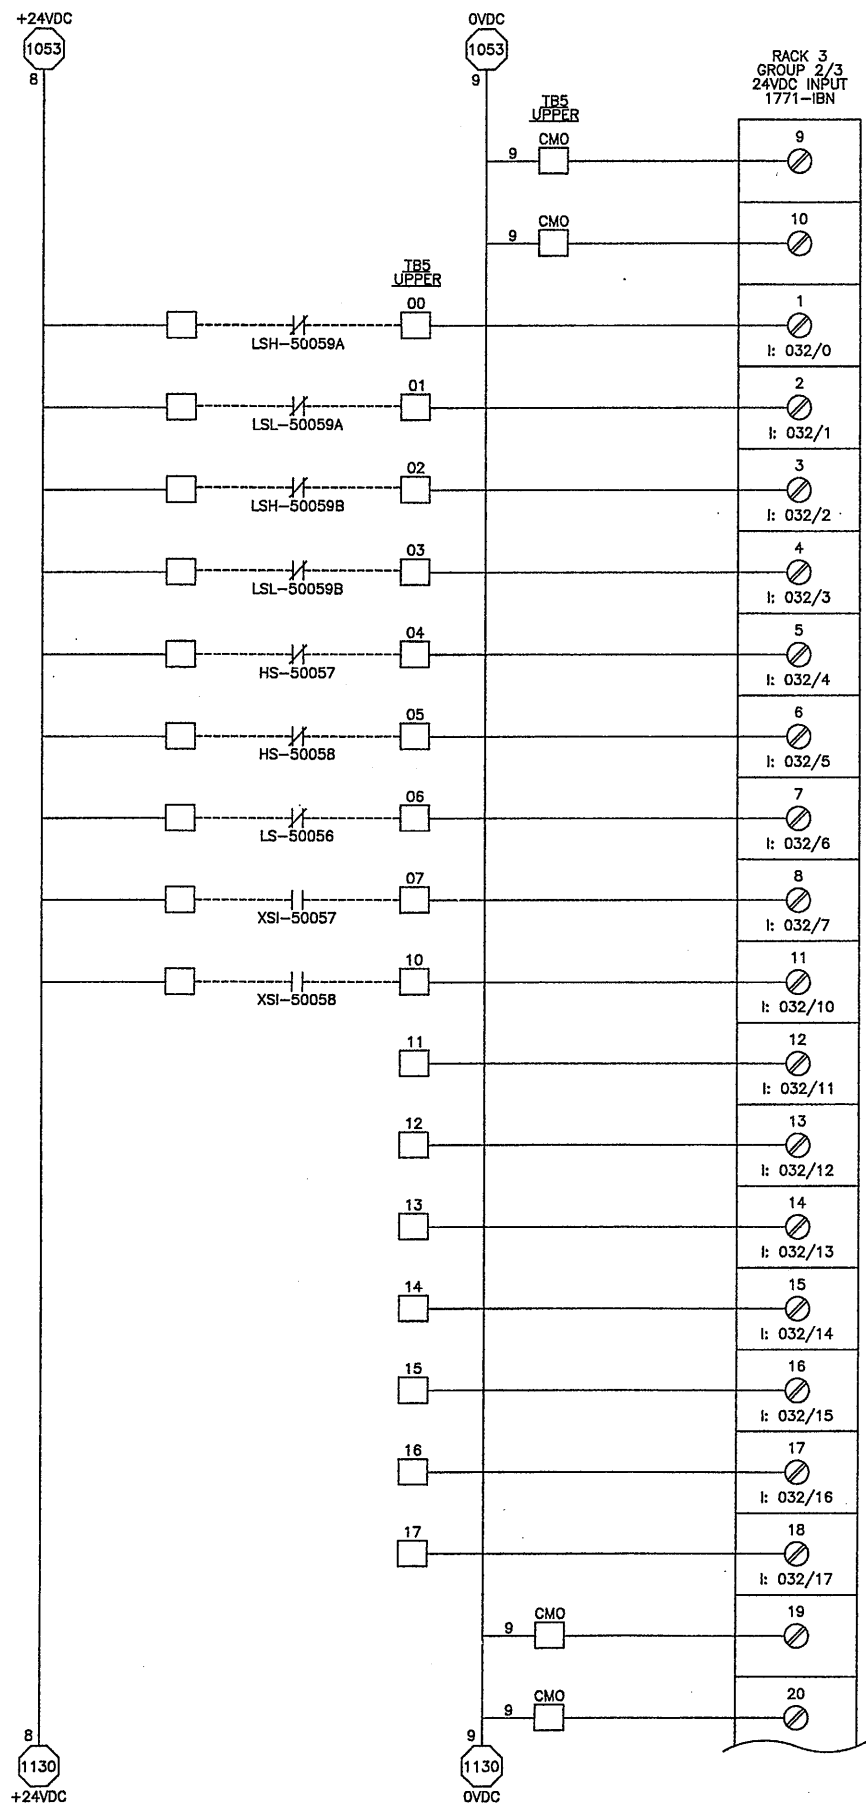 +24VDC
1053
8
0VDC
1053
9
RACK 3
GROUP 2/3
24VDC INPUT
1771-IBN
TB5
UPPER
9 CMO
9
9 CMO
10
TB5
UPPER
00
LSH-50059A
1
I: 032/0
01
LSL-50059A
2
I: 032/1
02
LSH-50059B
3
I: 032/2
03
LSL-50059B
4
I: 032/3
04
HS-50057
5
I: 032/4
05
HS-50058
6
I: 032/5
06
LS-50056
7
I: 032/6
07
XSI-50057
8
I: 032/7
10
XSI-50058
11
I: 032/10
11
12
I: 032/11
12
13
I: 032/12
13
14
I: 032/13
14
15
I: 032/14
15
16
I: 032/15
16
17
I: 032/16
17
18
I: 032/17
9 CMO
19
9 CMO
20
8
1130
+24VDC
9
1130
0VDC